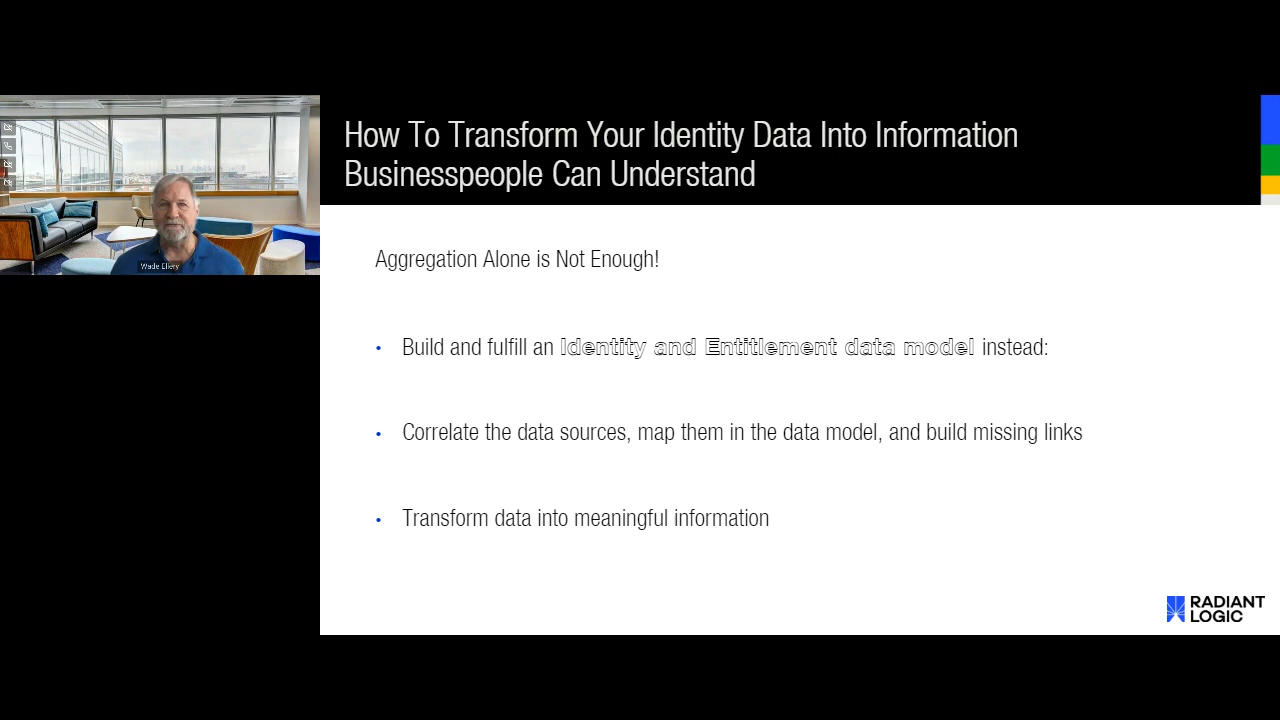 How To Transform Your Identity Data Into Information
Businesspeople Can Understand
Wade Ellery
Aggregation Alone is Not Enough!
• Build and fulfill an Identity and Entitlement data model instead:
• Correlate the data sources, map them in the data model, and build missing links
• Transform data into meaningful information
RADIANT
LOGIC